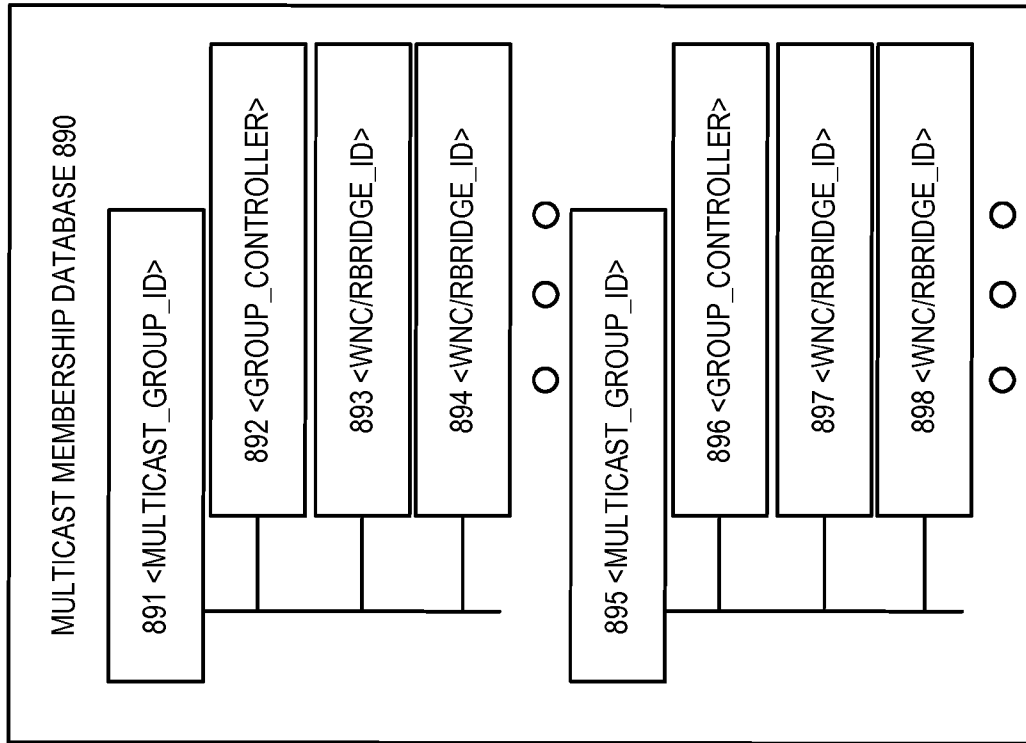 MULTICAST MEMBERSHIP DATABASE 890
891 <MULTICAST_GROUP_ID>
892 <GROUP_CONTROLLER>
893 <WNC/RBRIDGE_ID>
894 <WNC/RBRIDGE_ID>
895 <MULTICAST_GROUP_ID>
896 <GROUP_CONTROLLER>
897 <WNC/RBRIDGE_ID>
898 <WNC/RBRIDGE_ID>